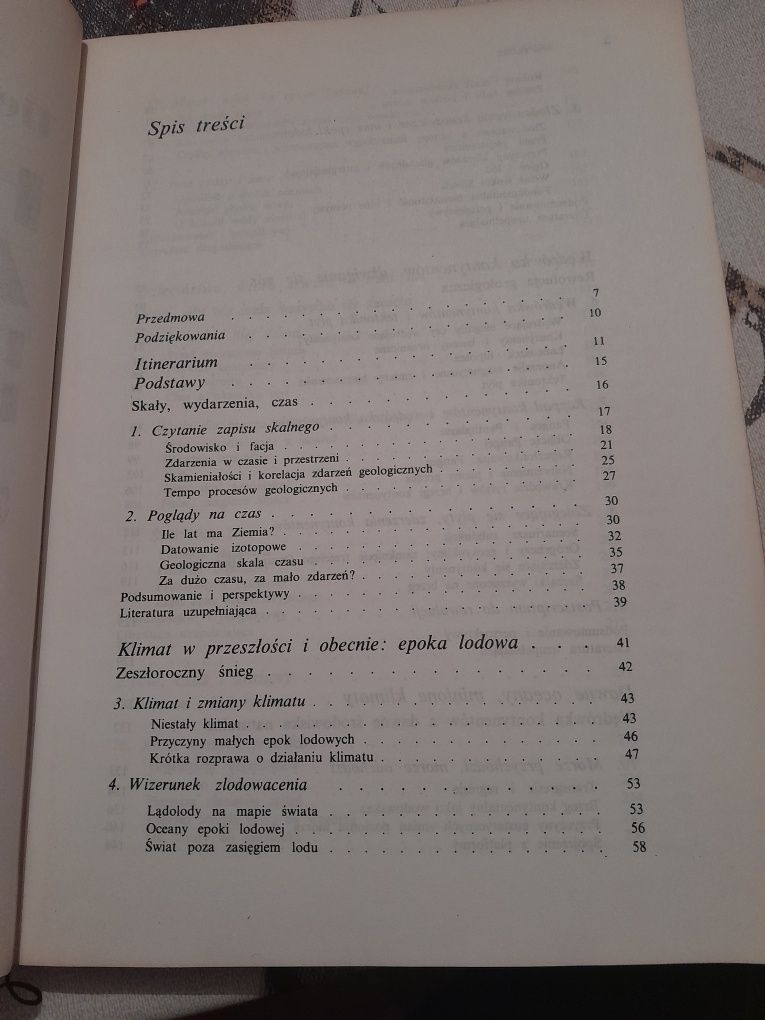 Spis treści
Przedmowa . . . . . . . . . . . . . . . . . 7
Podziękowania . . . . . . . . . . . . . . . . 10
Itinerarium . . . . . . . . . . . . . . . . 11
Podstawy . . . . . . . . . . . . . . . . . 15
Skały, wydarzenia, czas . . . . . . . . . . . . . 16
1. Czytanie zapisu skalnego . . . . . . . . . . . . 17
Środowisko i facja . . . . . . . . . . . . . . 18
Zdarzenia w czasie i przestrzeni . . . . . . . . . . . 21
Skamieniałości i korelacja zdarzeń geologicznych . . . . . . . 25
Tempo procesów geologicznych . . . . . . . . . . . 27
2. Poglądy na czas . . . . . . . . . . . . . . 30
Ile lat ma Ziemia? . . . . . . . . . . . . . . 30
Datowanie izotopowe . . . . . . . . . . . . . 32
Geologiczna skala czasu . . . . . . . . . . . . . 35
Za dużo czasu, za mało zdarzeń? . . . . . . . . . . 37
Podsumowanie i perspektywy . . . . . . . . . . . . 38
Literatura uzupełniająca . . . . . . . . . . . . . . 39
Klimat w przeszłości i obecnie: epoka lodowa . . . 41
Zeszłoroczny śnieg . . . . . . . . . . . . . . . 42
3. Klimat i zmiany klimatu . . . . . . . . . . . . . 43
Niestały klimat . . . . . . . . . . . . . . . 43
Przyczyny małych epok lodowych . . . . . . . . . . 46
Krótka rozprawa o działaniu klimatu . . . . . . . . . 47
4. Wizerunek zlodowacenia . . . . . . . . . . . . 53
Lądolody na mapie świata . . . . . . . . . . . . 53
Oceany epoki lodowej . . . . . . . . . . . . . 56
Świat poza zasięgiem lodu . . . . . . . . . . . . 58